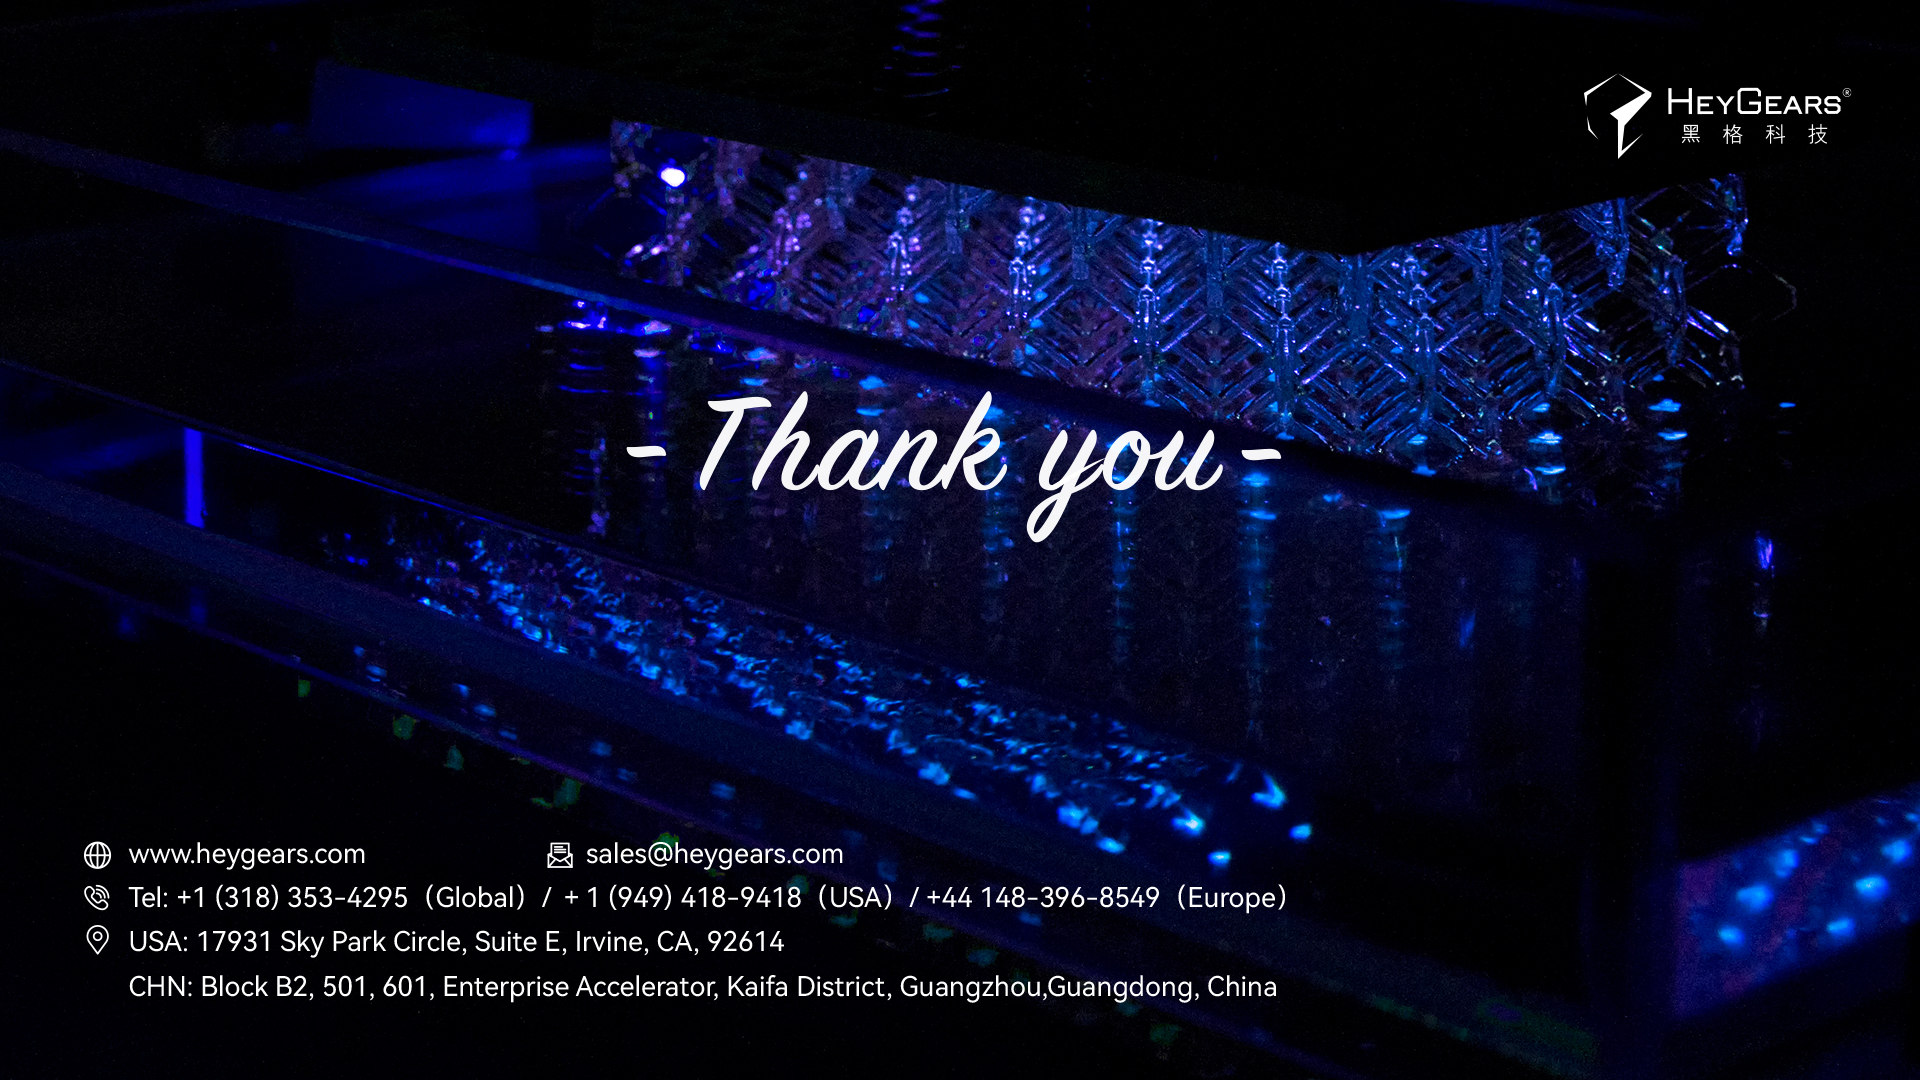 HEYGEARS®
黑格科技
-Thank you-
www.heygears.com
sales@heygears.com
Tel: +1 (318) 353-4295（Global）/ + 1 (949) 418-9418（USA）/ +44 148-396-8549（Europe）
USA: 17931 Sky Park Circle, Suite E, Irvine, CA, 92614
CHN: Block B2, 501, 601, Enterprise Accelerator, Kaifa District, Guangzhou,Guangdong, China